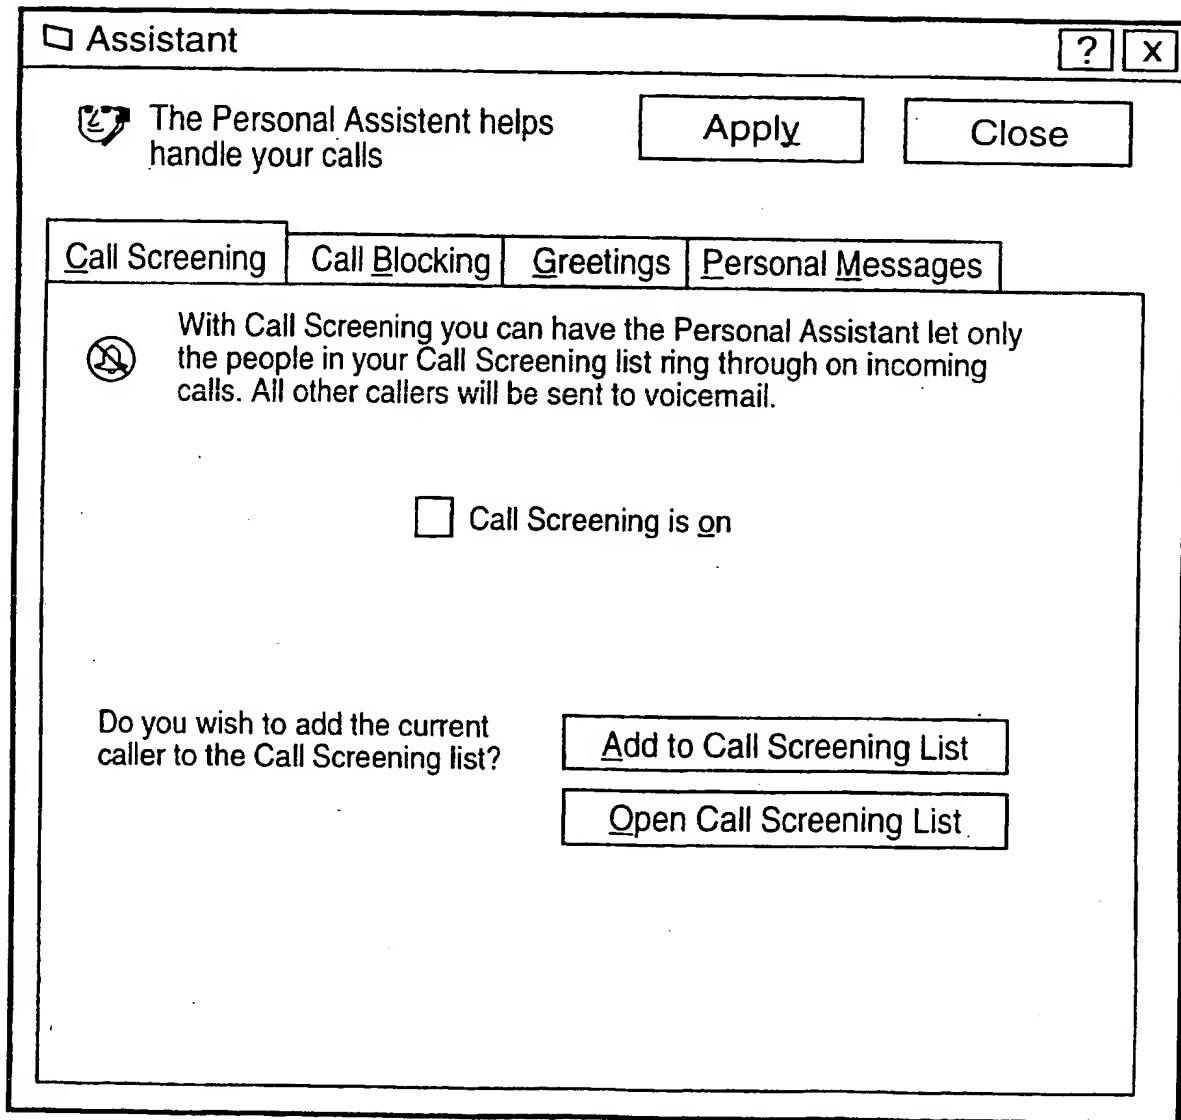 Assistant
? X
The Personal Assistent helps
handle your calls
Apply
Close
Call Screening
Call Blocking
Greetings
Personal Messages
With Call Screening you can have the Personal Assistant let only
the people in your Call Screening list ring through on incoming
calls. All other callers will be sent to voicemail.
Call Screening is on
Do you wish to add the current
caller to the Call Screening list?
Add to Call Screening List
Open Call Screening List